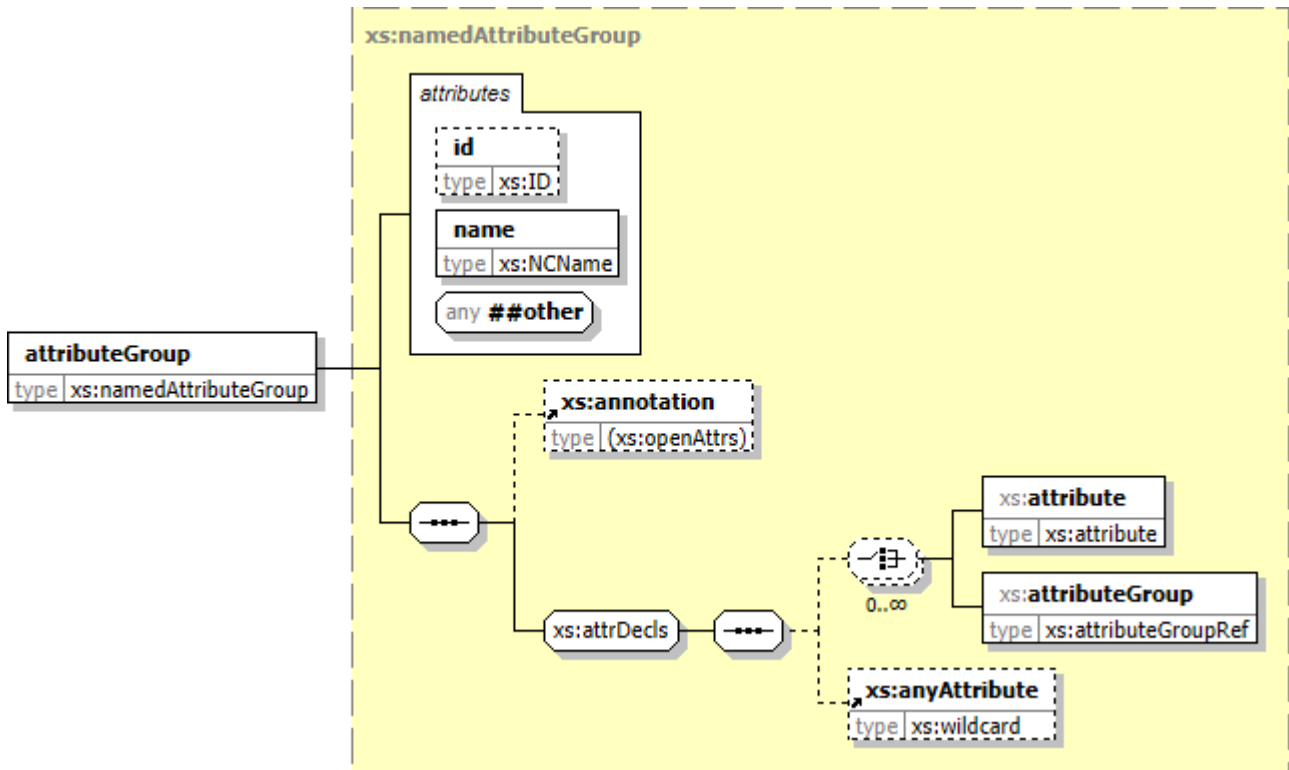 xs:namedAttributeGroup
attributes
id
type xs:ID
name
type xs:NCName
any ##other
attributeGroup
type xs:namedAttributeGroup
xs:annotation
type (xs:openAttrs)
xs:attribute
type xs:attribute
0..∞
xs:attributeGroup
type xs:attributeGroupRef
xs:attrDecls
xs:anyAttribute
type xs:wildcard